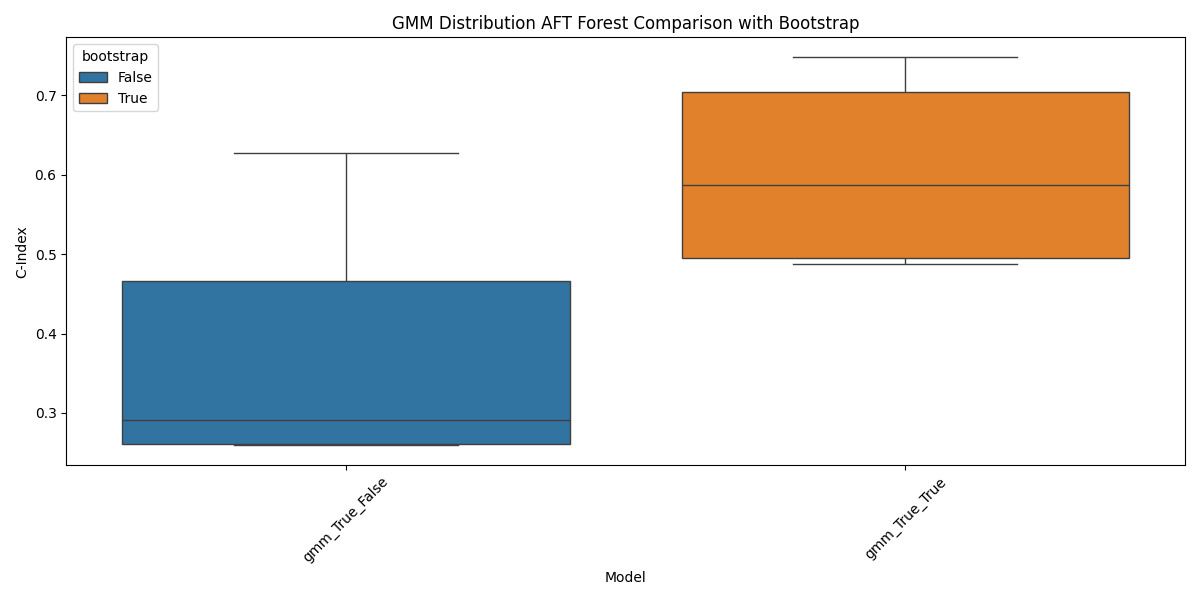 GMM Distribution AFT Forest Comparison with Bootstrap
bootstrap
False
True
C-Index
0.7
0.6
0.5
0.4
0.3
gmm_True_False
gmm_True_True
Model